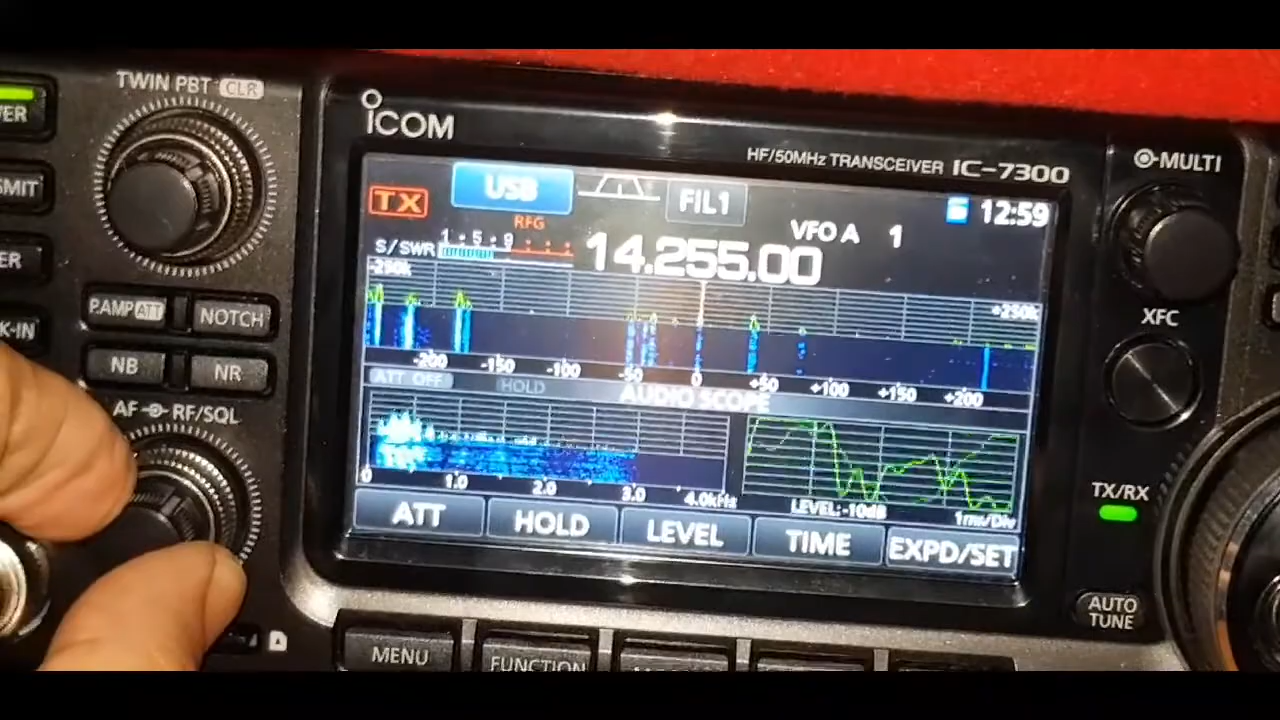 TWIN PBT CLR
ICOM
HF/50MHz TRANSCEIVER IC-7300
MULTI
TX USB FIL1 12:59
RFG
VFO A 1
S/SWR 1 5 9 14.255.00
-250k
+250k
P.AMP ATT NOTCH
XFC
-200 -150 -100 -50 0 +50 +100 +150 +200
NB NR
ATT OFF HOLD AUDIO SCOPE
AF RF/SQL
0 1.0 2.0 3.0 4.0kHz
LEVEL:-10dB 1ms/Div
TX/RX
ATT HOLD LEVEL TIME EXPD/SET
AUTO
TUNE
MENU FUNCTION